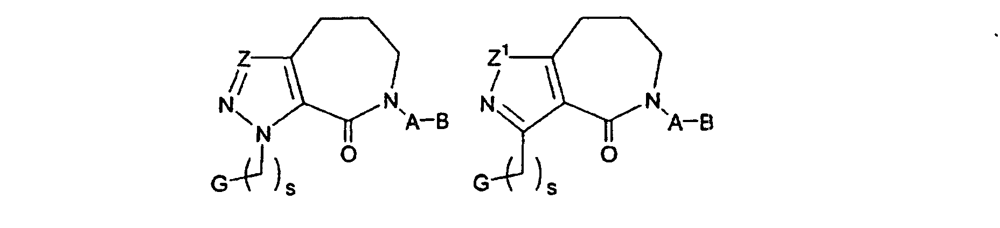 Z Z¹
N N N N
A–B A–B
N
O O
G ( )s G ( )s